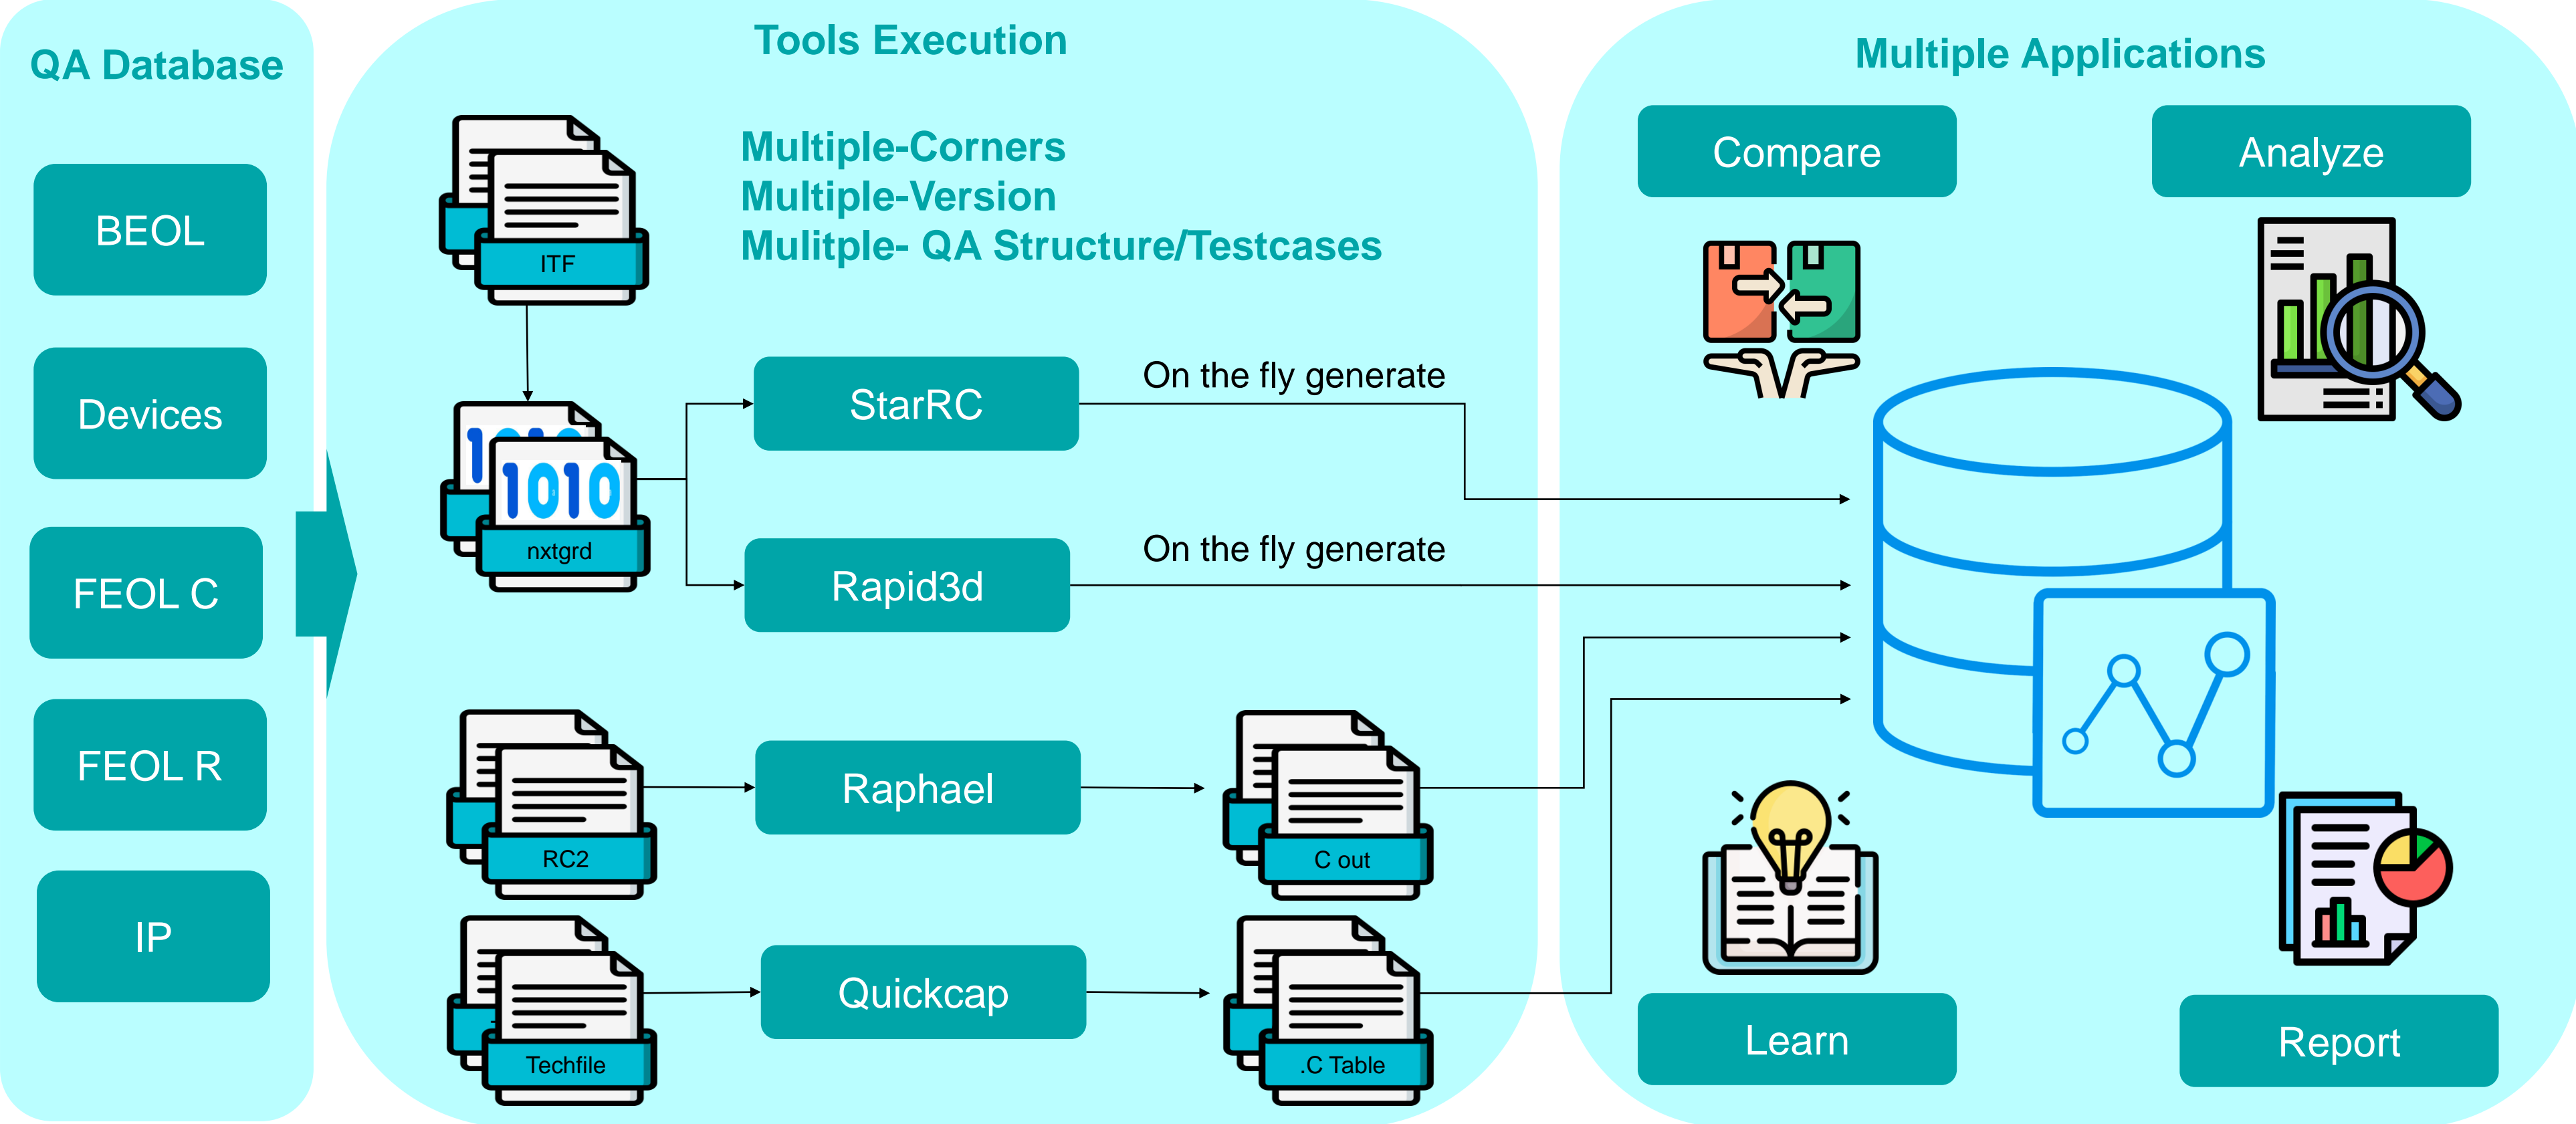 QA Database
BEOL
Devices
FEOL C
FEOL R
IP
Tools Execution
Multiple-Corners
Multiple-Version
Mulitple- QA Structure/Testcases
ITF
1010
nxtgrd
StarRC
On the fly generate
Rapid3d
On the fly generate
RC2
Raphael
C out
Techfile
Quickcap
.C Table
Multiple Applications
Compare
Analyze
Learn
Report